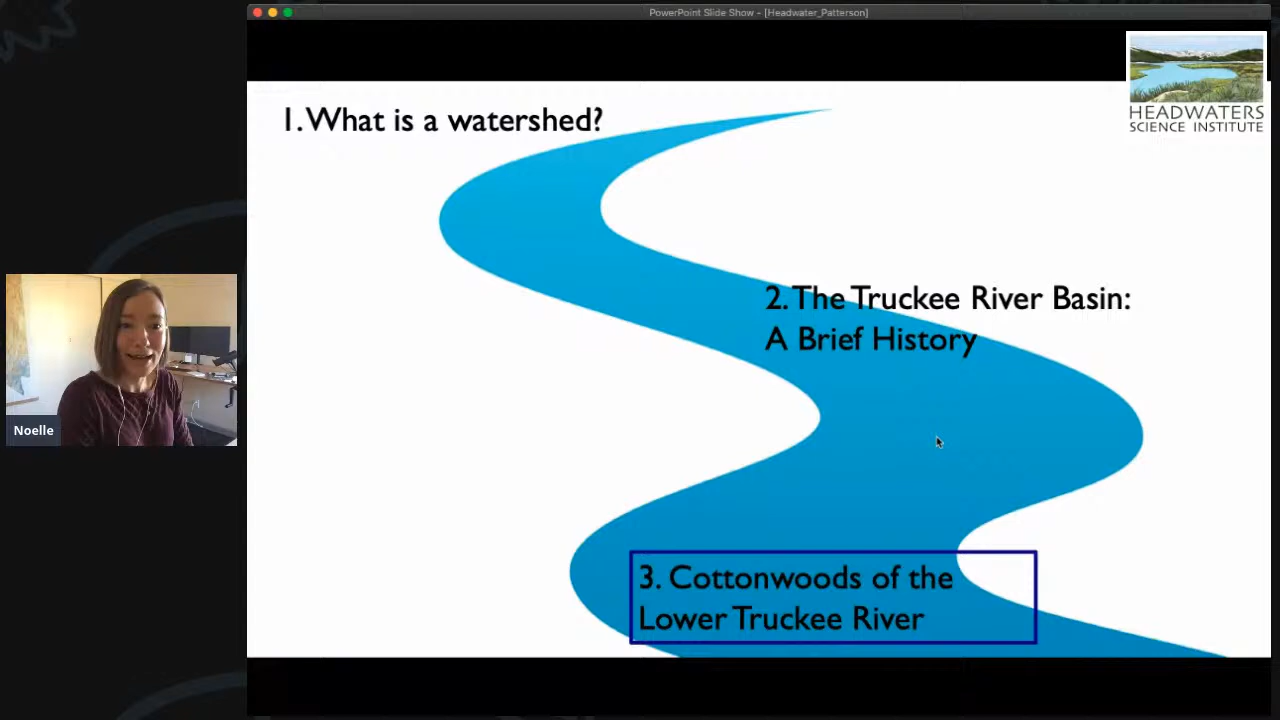 PowerPoint Slide Show - [Headwater_Patterson]
HEADWATERS
SCIENCE INSTITUTE
1. What is a watershed?
2. The Truckee River Basin:
A Brief History
Noelle
3. Cottonwoods of the
Lower Truckee River